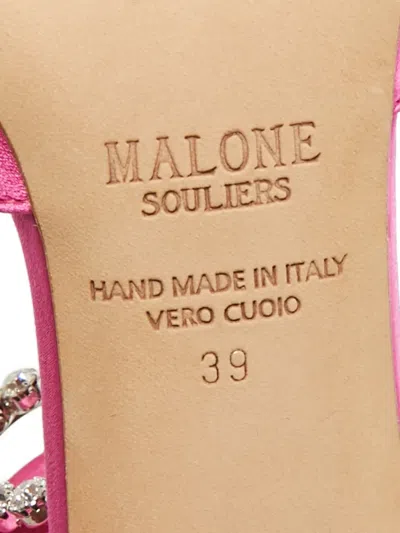 MALONE
SOULIERS
HAND MADE IN ITALY
VERO CUOIO
39